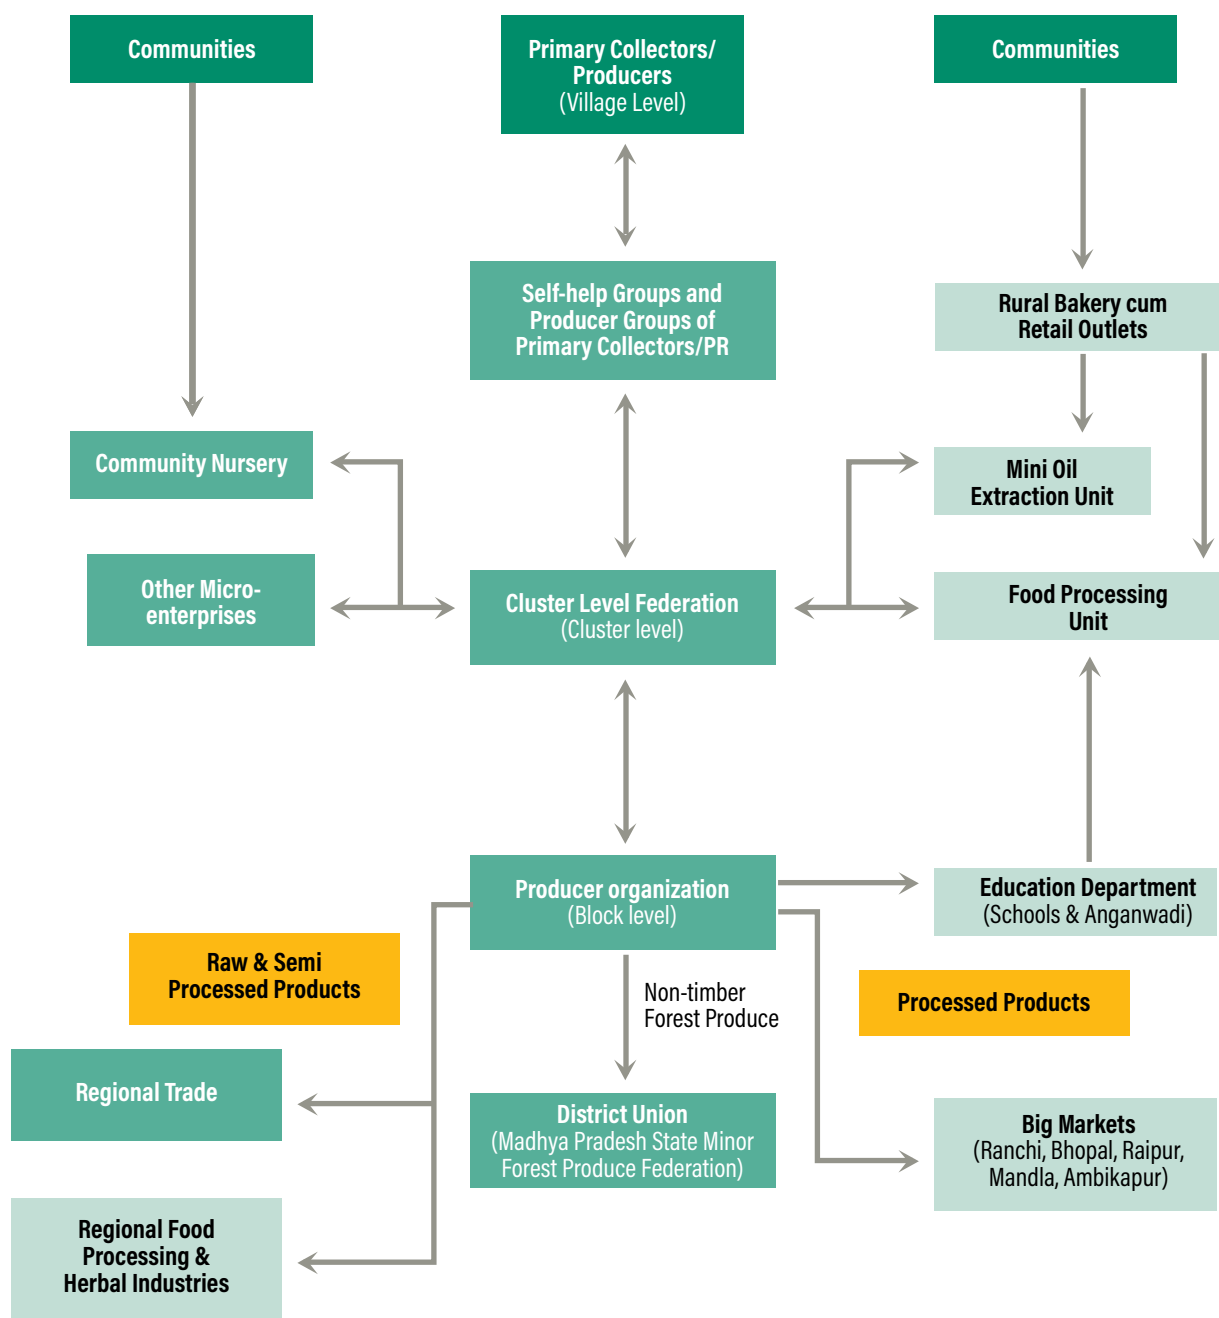 Communities
Primary Collectors/
Producers
(Village Level)
Communities
Self-help Groups and
Producer Groups of
Primary Collectors/PR
Rural Bakery cum
Retail Outlets
Community Nursery
Mini Oil
Extraction Unit
Other Micro-
enterprises
Cluster Level Federation
(Cluster level)
Food Processing
Unit
Producer organization
(Block level)
Education Department
(Schools & Anganwadi)
Raw & Semi
Processed Products
Non-timber
Forest Produce
Processed Products
Regional Trade
District Union
(Madhya Pradesh State Minor
Forest Produce Federation)
Big Markets
(Ranchi, Bhopal, Raipur,
Mandla, Ambikapur)
Regional Food
Processing &
Herbal Industries